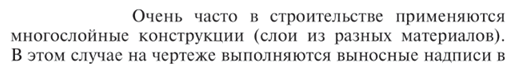 Очень часто в строительстве применяются
многослойные конструкции (слои из разных материалов).
В этом случае на чертеже выполняются выносные надписи в